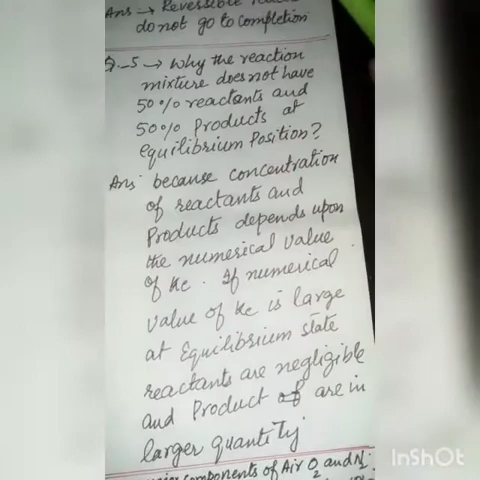 Ans → Reversible
do not go to completion
Q.-5 → Why the reaction
mixture does not have
50% reactants and
50% Products at
equilibrium Position?
Ans because concentration
of reactants and
Products depends upon
the numerical value
of Kc. If numerical
value of Kc is large
at Equilibrium state
reactants are negligible
and Product are in
larger quantity
components of Air O2 and N2
InShOt